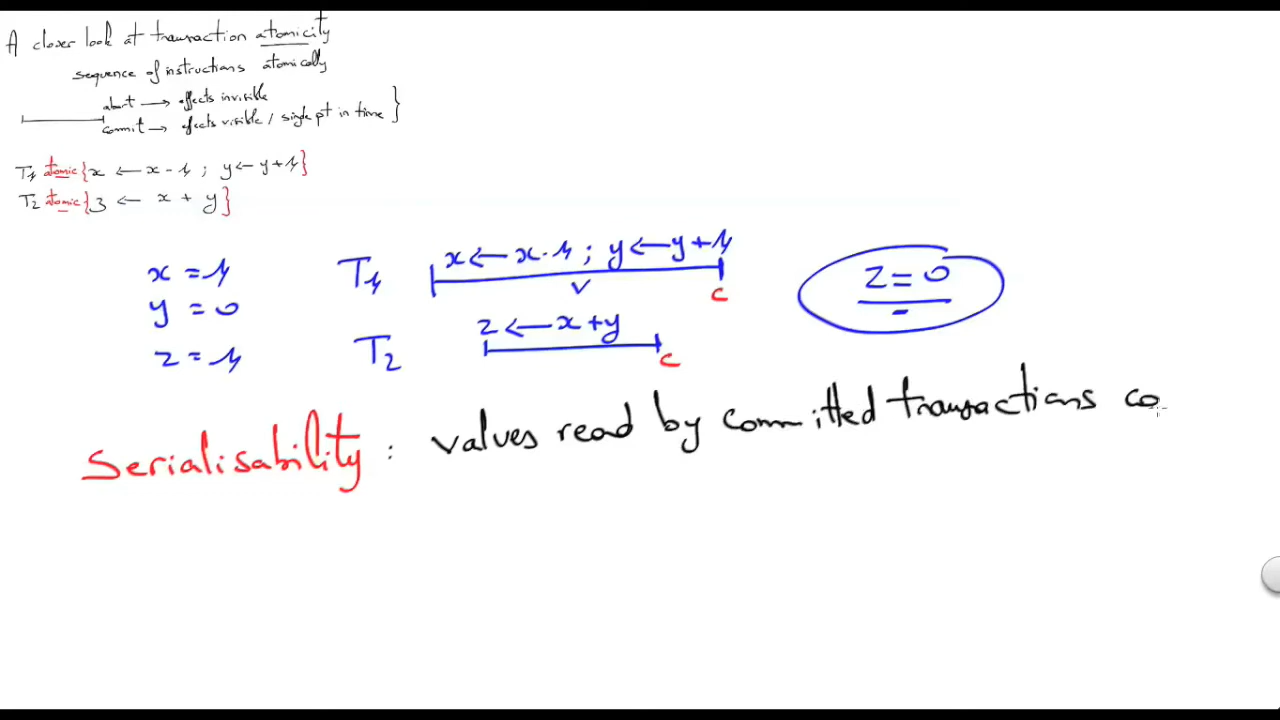 A closer look at transaction atomicity
sequence of instructions atomically
abort → effects invisible
commit → effects visible / single pt in time }
T1 atomic{x ← x - 1 ; y ← y + 1}
T2 atomic{z ← x + y}
x = 1
y = 0
z = 1
T1 x ← x - 1 ; y ← y + 1
c
T2 z ← x + y
c
z = 0
Serialisability : values read by committed transactions co